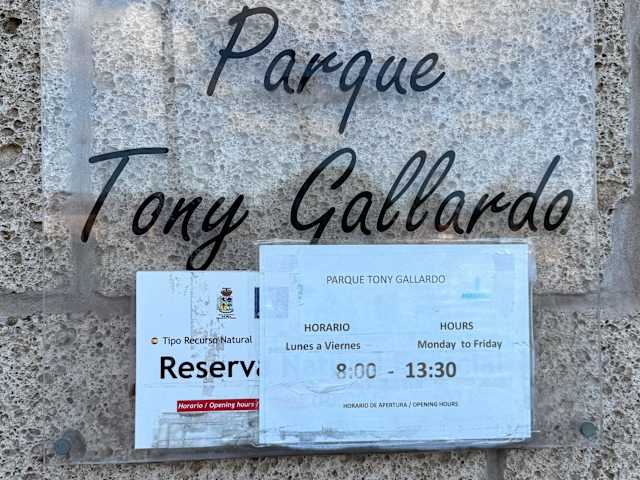 Parque
Tony Gallardo
PARQUE TONY GALLARDO
HORARIO HOURS
Lunes a Viernes Monday to Friday
8:00 - 13:30
HORARIO DE APERTURA / OPENING HOURS
Tipo Recurso Natural
Reserva
Horario / Opening hours /